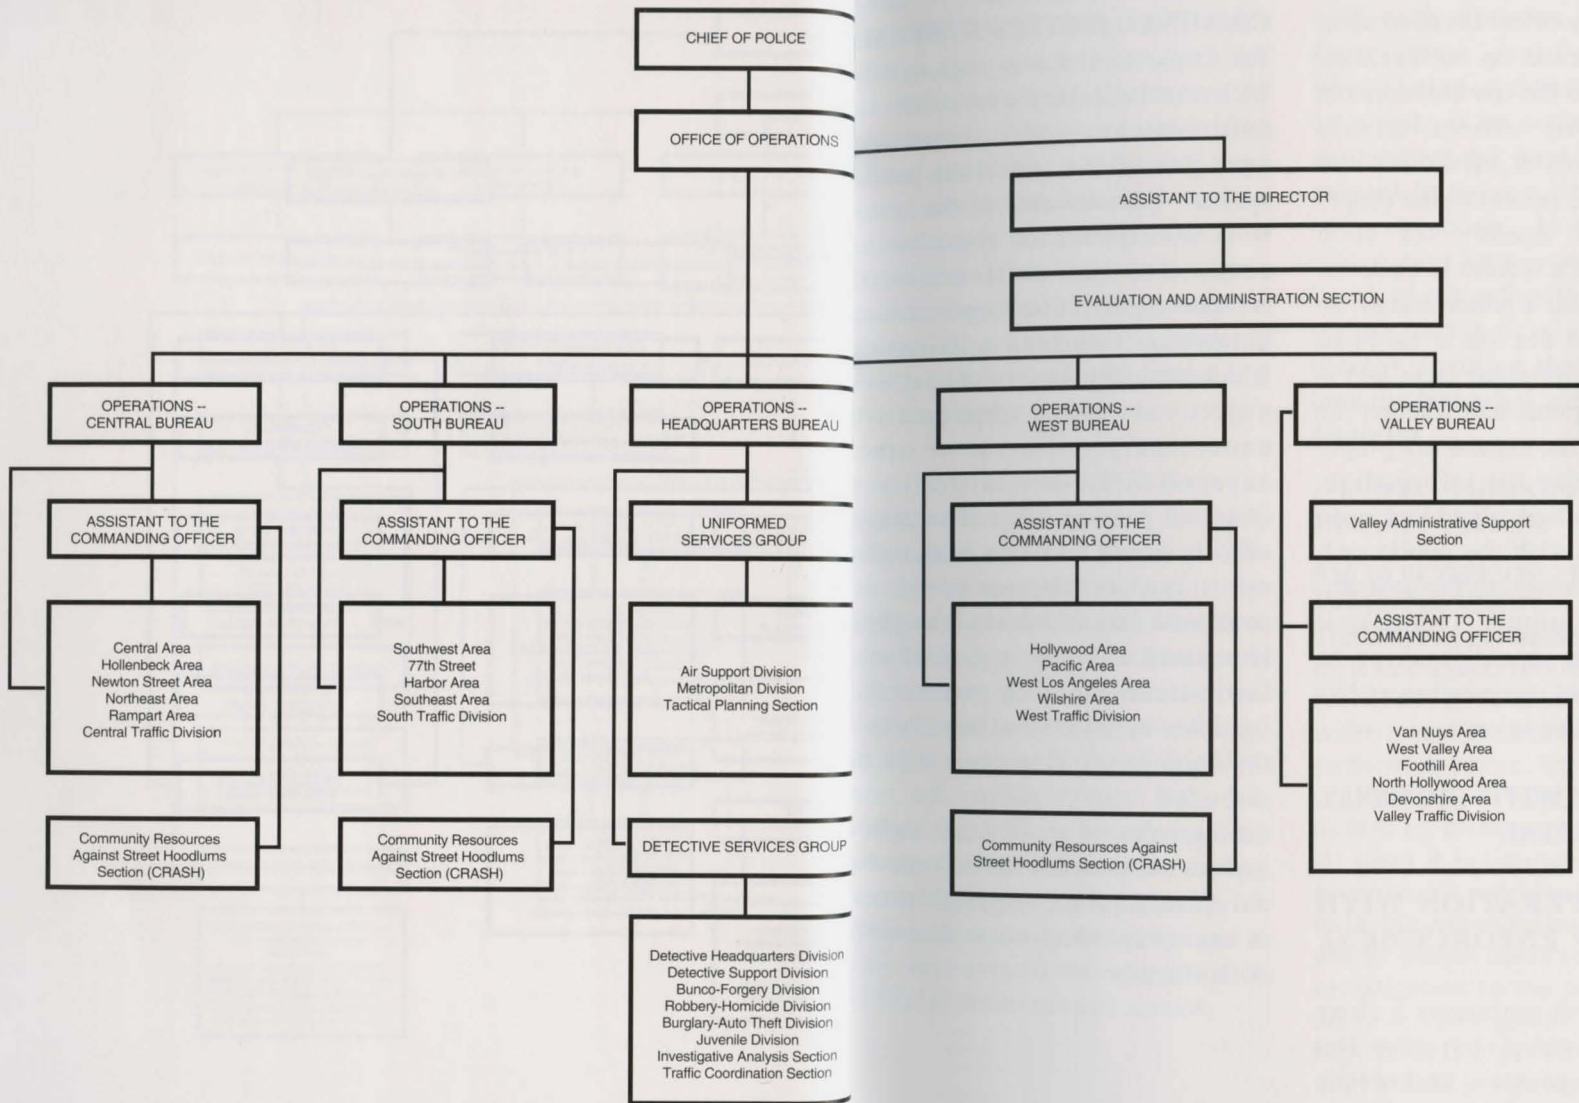 CHIEF OF POLICE
OFFICE OF OPERATIONS
ASSISTANT TO THE DIRECTOR
EVALUATION AND ADMINISTRATION SECTION
OPERATIONS --
CENTRAL BUREAU
OPERATIONS --
SOUTH BUREAU
OPERATIONS --
HEADQUARTERS BUREAU
OPERATIONS --
WEST BUREAU
OPERATIONS --
VALLEY BUREAU
ASSISTANT TO THE
COMMANDING OFFICER
ASSISTANT TO THE
COMMANDING OFFICER
UNIFORMED
SERVICES GROUP
ASSISTANT TO THE
COMMANDING OFFICER
Valley Administrative Support
Section
ASSISTANT TO THE
COMMANDING OFFICER
Central Area
Hollenbeck Area
Newton Street Area
Northeast Area
Rampart Area
Central Traffic Division
Southwest Area
77th Street
Harbor Area
Southeast Area
South Traffic Division
Air Support Division
Metropolitan Division
Tactical Planning Section
Hollywood Area
Pacific Area
West Los Angeles Area
Wilshire Area
West Traffic Division
Van Nuys Area
West Valley Area
Foothill Area
North Hollywood Area
Devonshire Area
Valley Traffic Division
Community Resources
Against Street Hoodlums
Section (CRASH)
Community Resources
Against Street Hoodlums
Section (CRASH)
DETECTIVE SERVICES GROUP
Community Resoursces Against
Street Hoodlums Section (CRASH)
Detective Headquarters Division
Detective Support Division
Bunco-Forgery Division
Robbery-Homicide Division
Burglary-Auto Theft Division
Juvenile Division
Investigative Analysis Section
Traffic Coordination Section